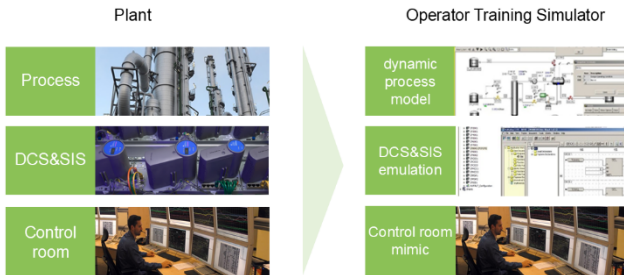 Plant
Operator Training Simulator
Process
dynamic
process
model
DCS&SIS
DCS&SIS
emulation
Control
room
Control room
mimic